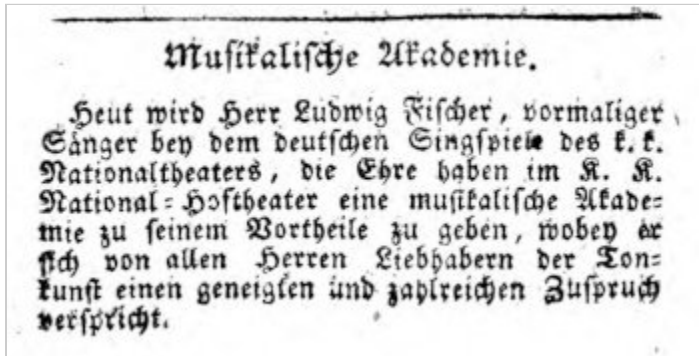 Muſikaliſche Akademie.
Heut wird Herr Ludwig Fiſcher, vormaliger
Sånger bey dem deutſchen Singſpiele des k. k.
Nationaltheaters, die Ehre haben im K. K.
National-Hoftheater eine muſikaliſche Akade-
mie zu ſeinem Vortheile zu geben, wobey er
ſich von allen Herren Liebhabern der Ton-
kunſt einen geneigten und zahlreichen Zuſpruch
verſpricht.